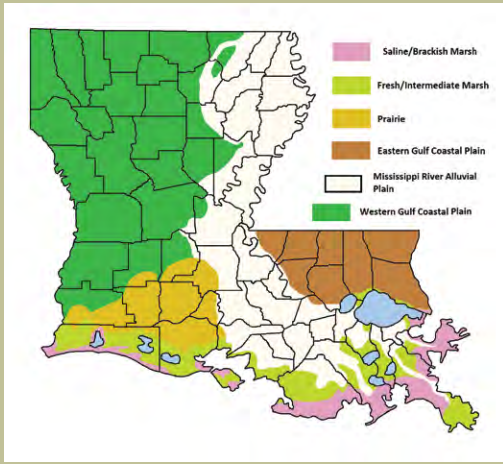 Saline/Brackish Marsh
Fresh/Intermediate Marsh
Prairie
Eastern Gulf Coastal Plain
Mississippi River Alluvial
Plain
Western Gulf Coastal Plain